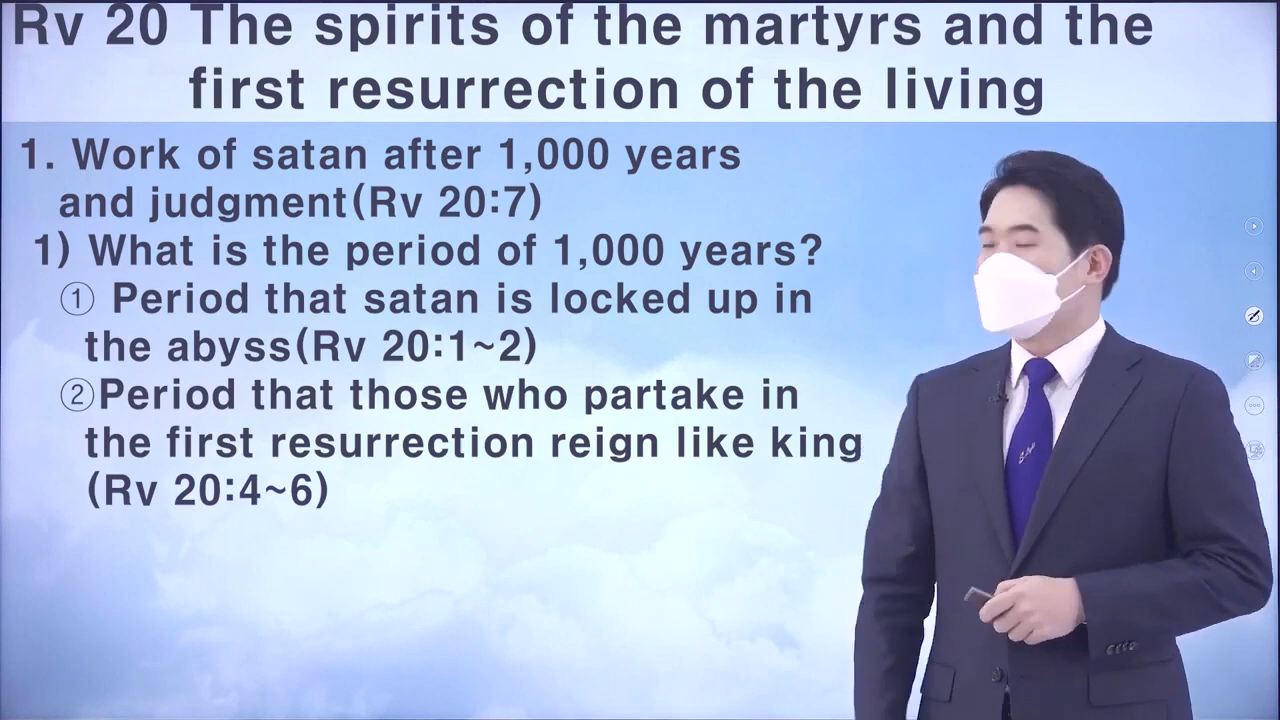 Rv 20 The spirits of the martyrs and the
first resurrection of the living
1. Work of satan after 1,000 years
and judgment(Rv 20:7)
1) What is the period of 1,000 years?
① Period that satan is locked up in
the abyss(Rv 20:1~2)
②Period that those who partake in
the first resurrection reign like king
(Rv 20:4~6)